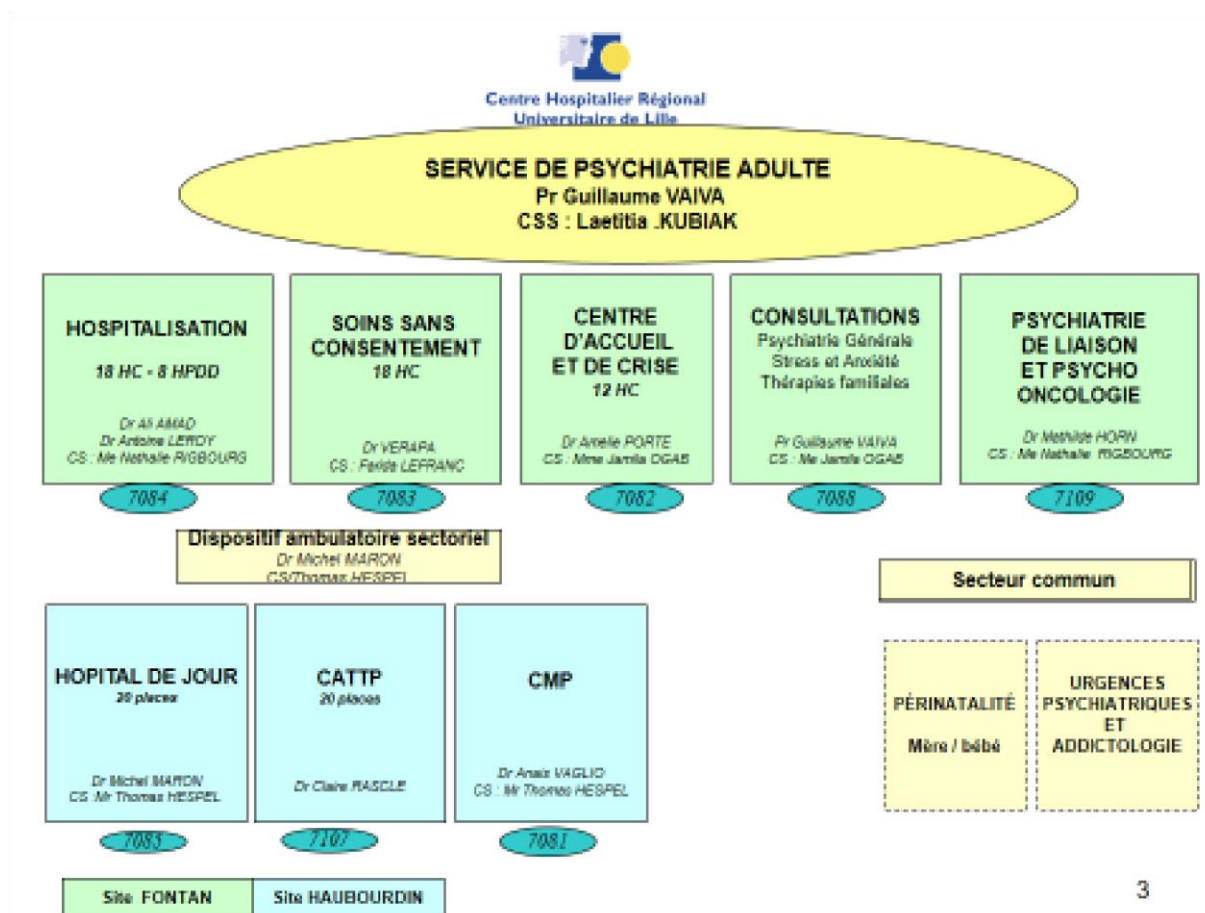 Centre Hospitalier Régional
Universitaire de Lille
SERVICE DE PSYCHIATRIE ADULTE
Pr Guillaume VAIVA
CSS : Laetitia .KUBIAK
HOSPITALISATION
18 HC - 8 HPDD
Dr Ali AMAD
Dr Antoine LEROY
CS : Me Nathalie RIGBOURG
7084
SOINS SANS
CONSENTEMENT
18 HC
Dr VERAPA
CS : Farida LEFRANC
7083
CENTRE
D'ACCUEIL
ET DE CRISE
12 HC
Dr Amelie PORTE
CS : Mme Jamila OGAB
7082
CONSULTATIONS
Psychiatrie Générale
Stress et Anxiété
Thérapies familiales
Pr Guillaume VAIVA
CS : Me Jamila OGAB
7088
PSYCHIATRIE
DE LIAISON
ET PSYCHO
ONCOLOGIE
Dr Mathilde HORN
CS : Me Nathalie RIGBOURG
7109
Dispositif ambulatoire sectoriel
Dr Michel MARON
CS/Thomas HESPEL
Secteur commun
HOPITAL DE JOUR
places
Dr Michel MARON
CS :Mr Thomas HESPEL
7085
CATTP
20 places
Dr Claire RASCLE
7107
CMP
Dr Anais VAGLIO
CS : Mr Thomas HESPEL
7081
PÉRINATALITÉ
Mère / bébé
URGENCES
PSYCHIATRIQUES
ET
ADDICTOLOGIE
Site FONTAN
Site HAUBOURDIN
3